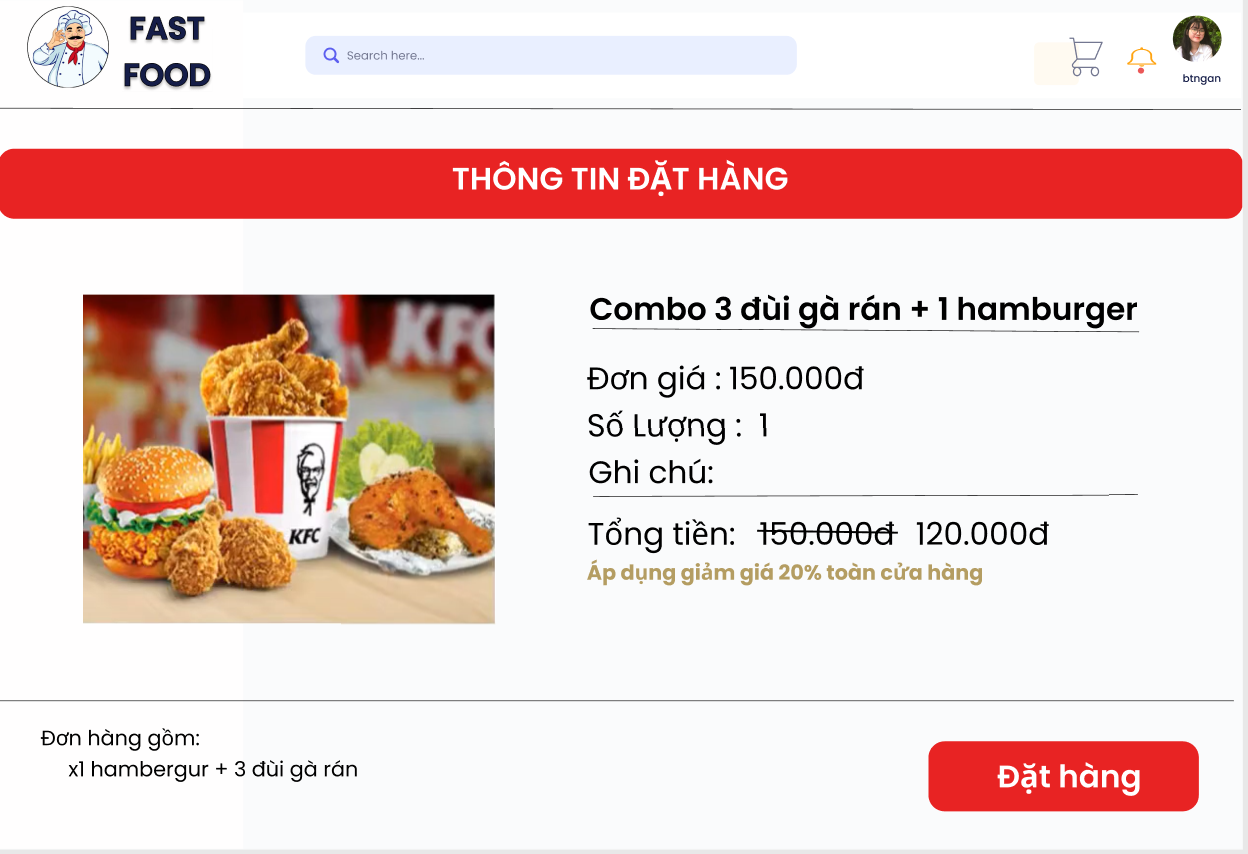 FAST
FOOD
Search here...
btngan
THÔNG TIN ĐẶT HÀNG
KFC
KFC
Combo 3 đùi gà rán + 1 hamburger
Đơn giá : 150.000đ
Số Lượng : 1
Ghi chú:
Tổng tiền: 150.000đ 120.000đ
Áp dụng giảm giá 20% toàn cửa hàng
Đơn hàng gồm:
x1 hambergur + 3 đùi gà rán
Đặt hàng